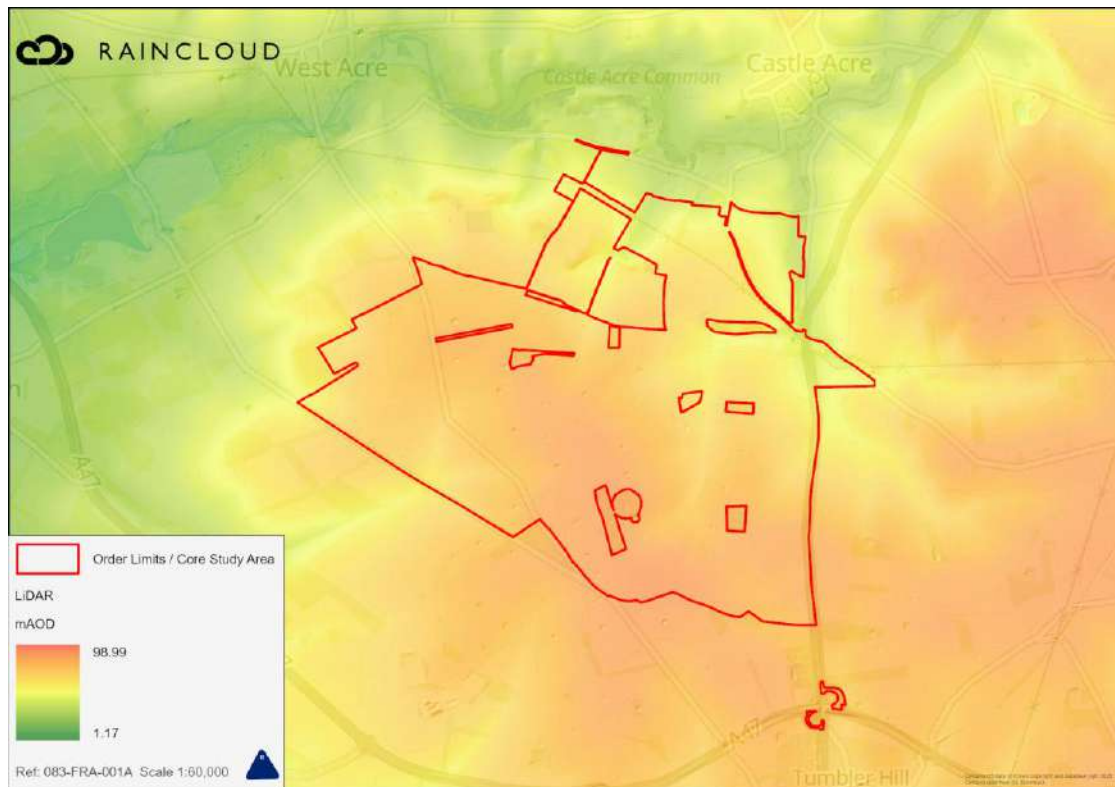 RAINCLOUD
West Acre
Castle Acre Common
Castle Acre
A47
Order Limits / Core Study Area
LiDAR
mAOD
98.99
1.17
Ref: 083-FRA-001A Scale 1:60,000
A47
Tumbler Hill